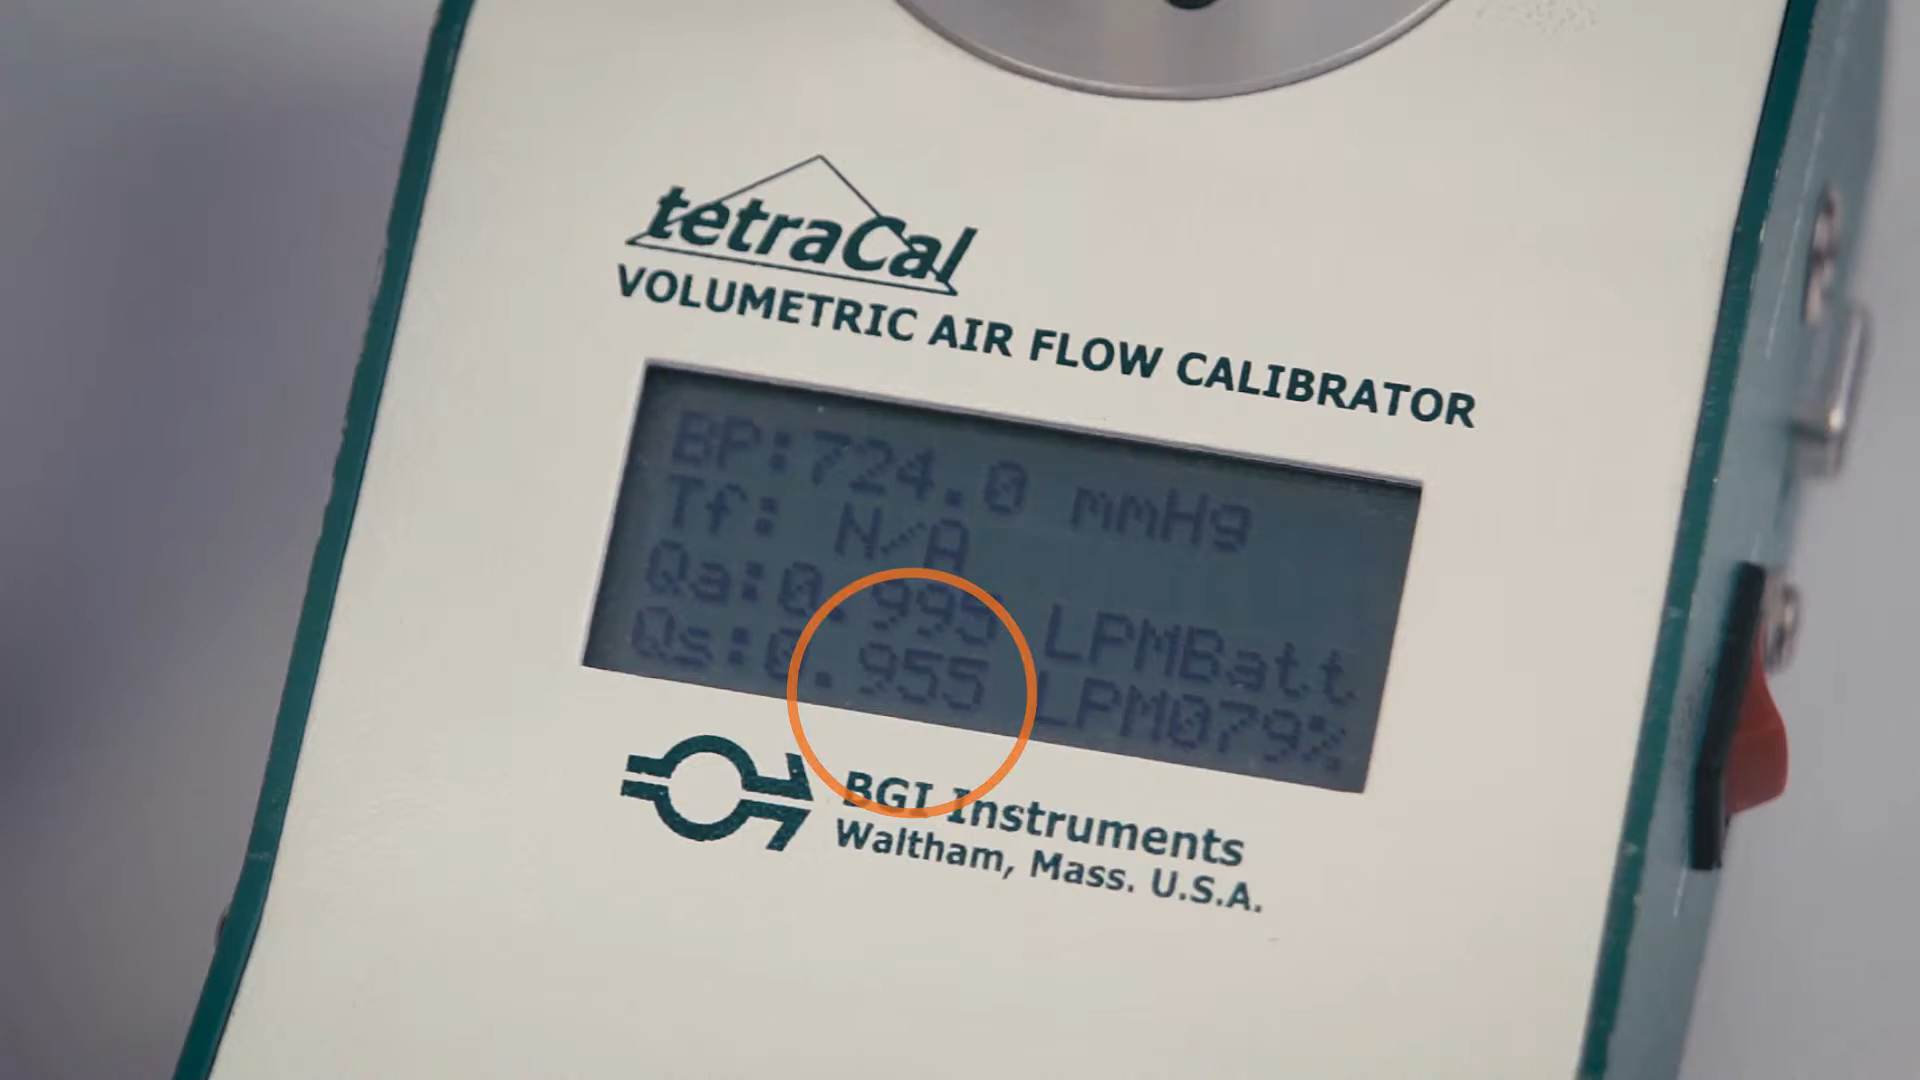 tetraCal
VOLUMETRIC AIR FLOW CALIBRATOR
BP:724.0 mmHg
Tf: N/A
Qa:0.995 LPMBatt
Qs:0.955 LPM079%
BGI Instruments
Waltham, Mass. U.S.A.